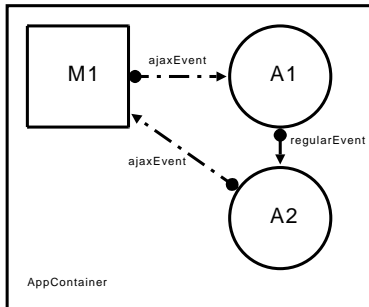 ajaxEvent
M1
A1
regularEvent
ajaxEvent
A2
AppContainer